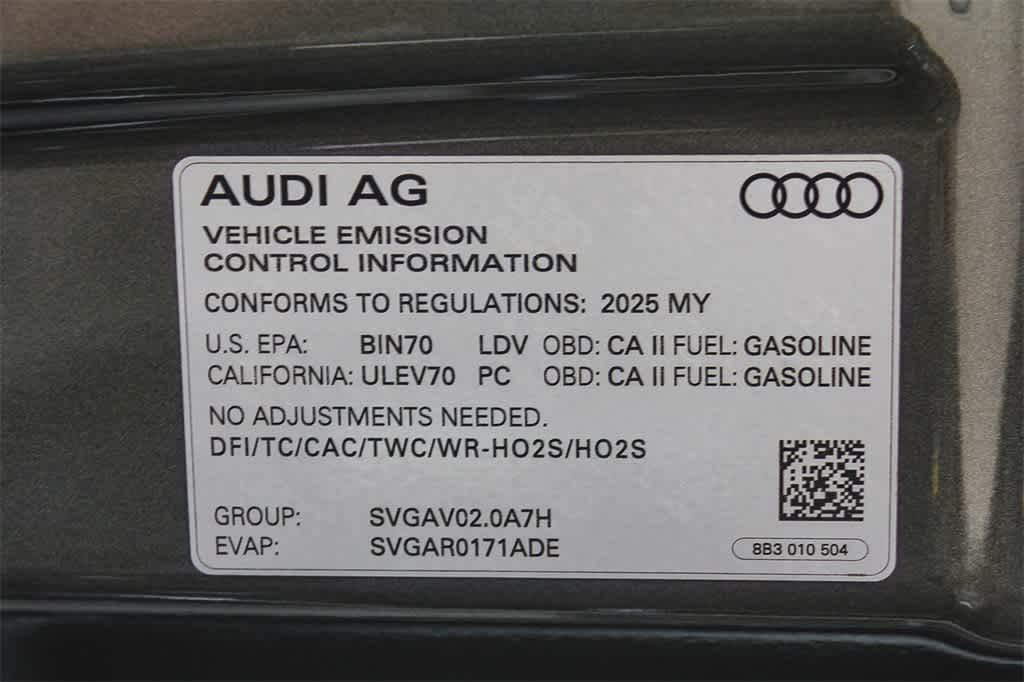 AUDI AG
VEHICLE EMISSION
CONTROL INFORMATION
CONFORMS TO REGULATIONS: 2025 MY
U.S. EPA: BIN70 LDV OBD: CA II FUEL: GASOLINE
CALIFORNIA: ULEV70 PC OBD: CA II FUEL: GASOLINE
NO ADJUSTMENTS NEEDED.
DFI/TC/CAC/TWC/WR-HO2S/HO2S
GROUP: SVGAV02.0A7H
EVAP: SVGAR0171ADE
8B3 010 504